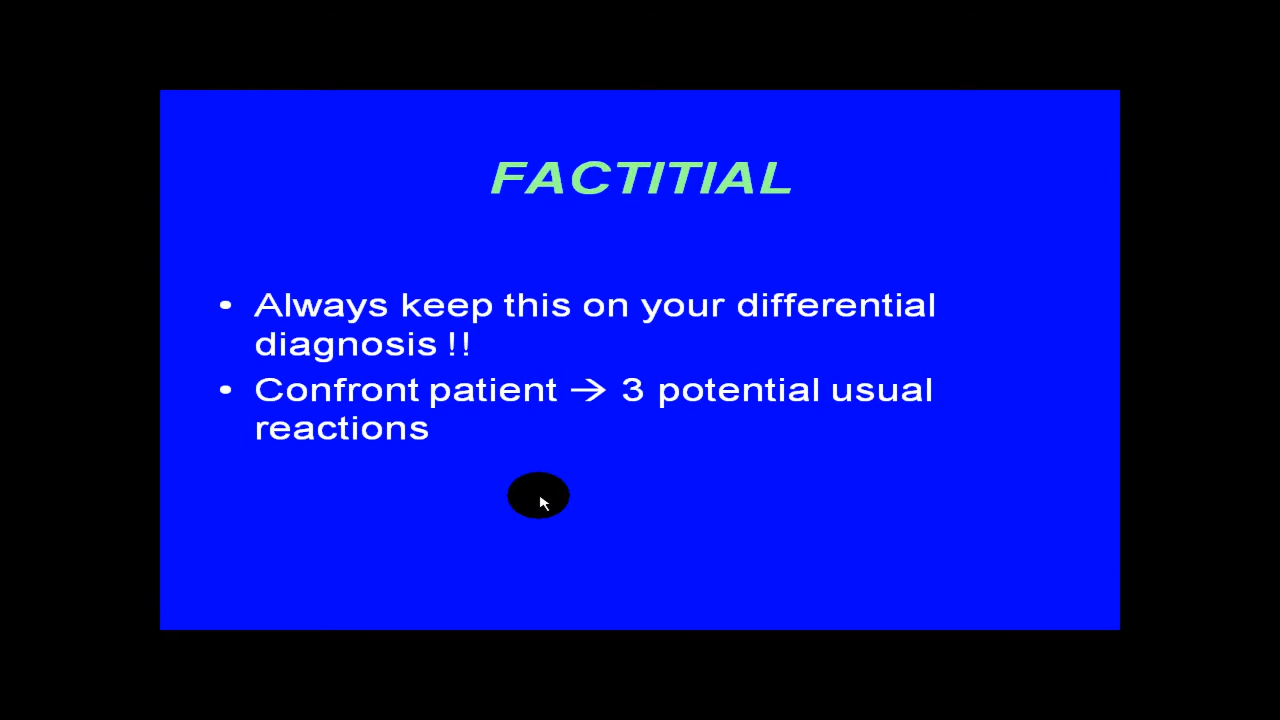 FACTITIAL
• Always keep this on your differential
diagnosis !!
• Confront patient → 3 potential usual
reactions